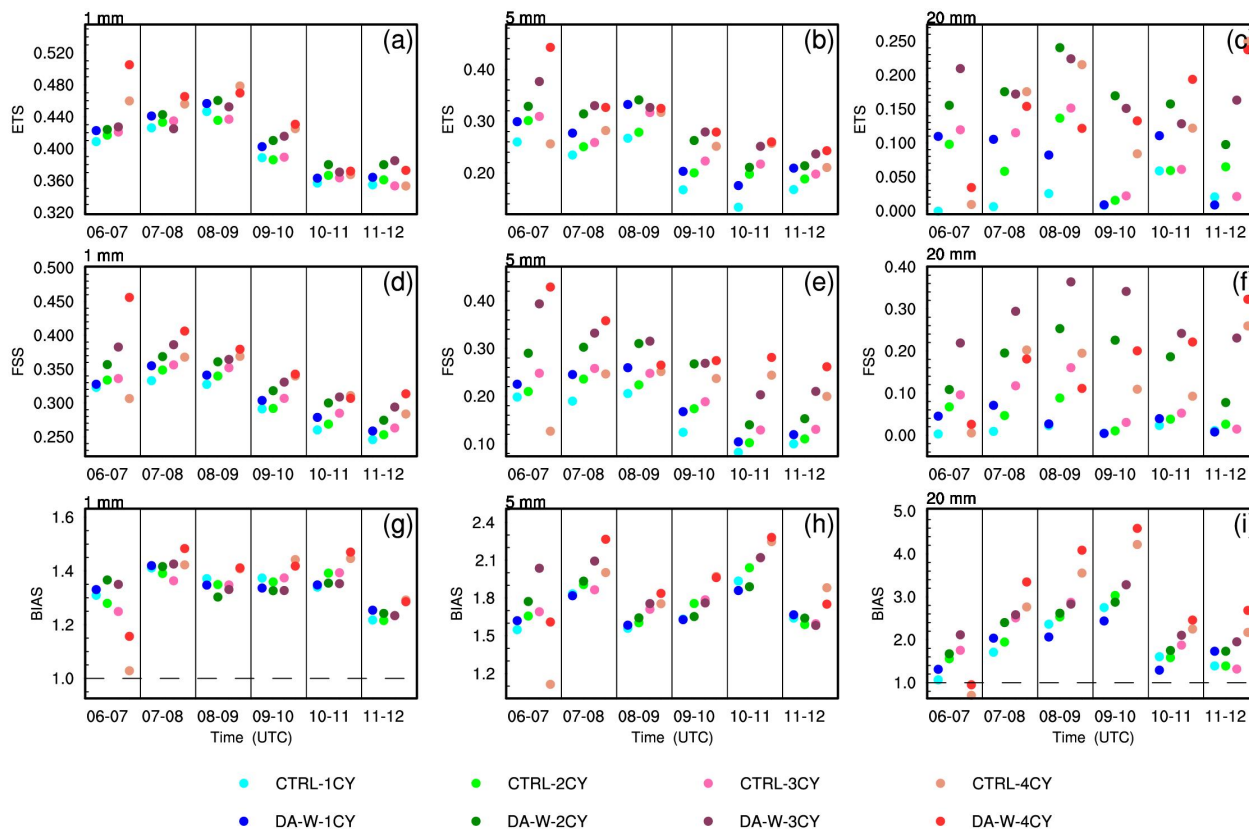 1 mm
5 mm
20 mm
(a)
(b)
(c)
ETS
0.520
0.480
0.440
0.400
0.360
0.320
ETS
0.40
0.30
0.20
ETS
0.250
0.200
0.150
0.100
0.050
0.000
06-07 07-08 08-09 09-10 10-11 11-12
06-07 07-08 08-09 09-10 10-11 11-12
06-07 07-08 08-09 09-10 10-11 11-12
1 mm
5 mm
20 mm
(d)
(e)
(f)
FSS
0.500
0.450
0.400
0.350
0.300
0.250
FSS
0.40
0.30
0.20
0.10
FSS
0.40
0.30
0.20
0.10
0.00
06-07 07-08 08-09 09-10 10-11 11-12
06-07 07-08 08-09 09-10 10-11 11-12
06-07 07-08 08-09 09-10 10-11 11-12
1 mm
5 mm
20 mm
(g)
(h)
(i)
BIAS
1.6
1.4
1.2
1.0
BIAS
2.4
2.1
1.8
1.5
1.2
BIAS
5.0
4.0
3.0
2.0
1.0
06-07 07-08 08-09 09-10 10-11 11-12
06-07 07-08 08-09 09-10 10-11 11-12
06-07 07-08 08-09 09-10 10-11 11-12
Time (UTC)
Time (UTC)
Time (UTC)
CTRL-1CY
CTRL-2CY
CTRL-3CY
CTRL-4CY
DA-W-1CY
DA-W-2CY
DA-W-3CY
DA-W-4CY